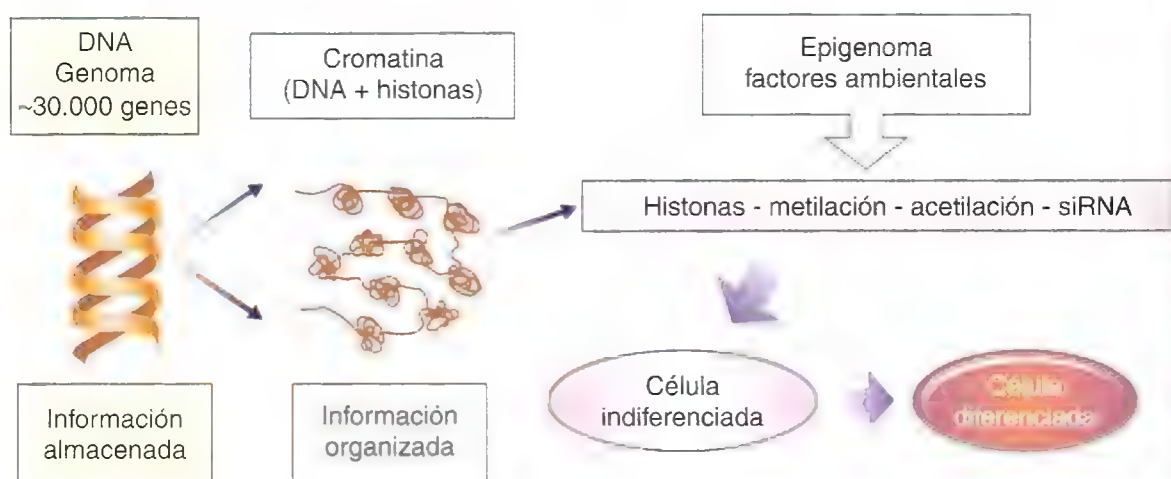 DNA
Genoma
~30.000 genes
Cromatina
(DNA + histonas)
Epigenoma
factores ambientales
Histonas - metilación - acetilación - siRNA
Información
almacenada
Información
organizada
Célula
indiferenciada
Célula
diferenciada